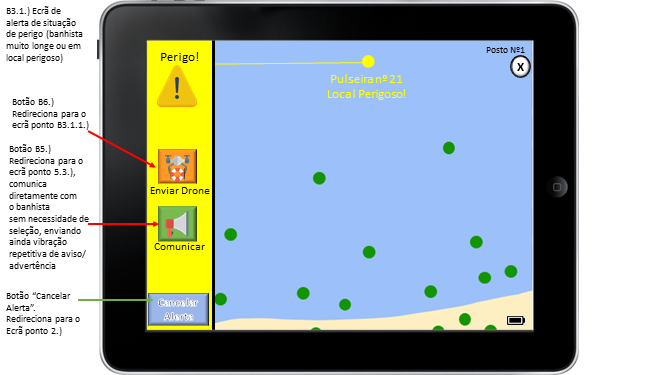 B3.1.) Ecrã de
alerta de situação
de perigo (banhista
muito longe ou em
local perigoso)
Botão B6.)
Redireciona para o
ecrã ponto B3.1.1.)
Botão B5.)
Redireciona para o
ecrã ponto 5.3.),
comunica
diretamente com
o banhista
sem necessidade de
seleção, enviando
ainda vibração
repetitiva de aviso/
advertência
Botão “Cancelar
Alerta”.
Redireciona para o
Ecrã ponto 2.)
Perigo!
Enviar Drone
Comunicar
Cancelar
Alerta
Posto Nº1
X
Pulseira nº 21
Local Perigoso!